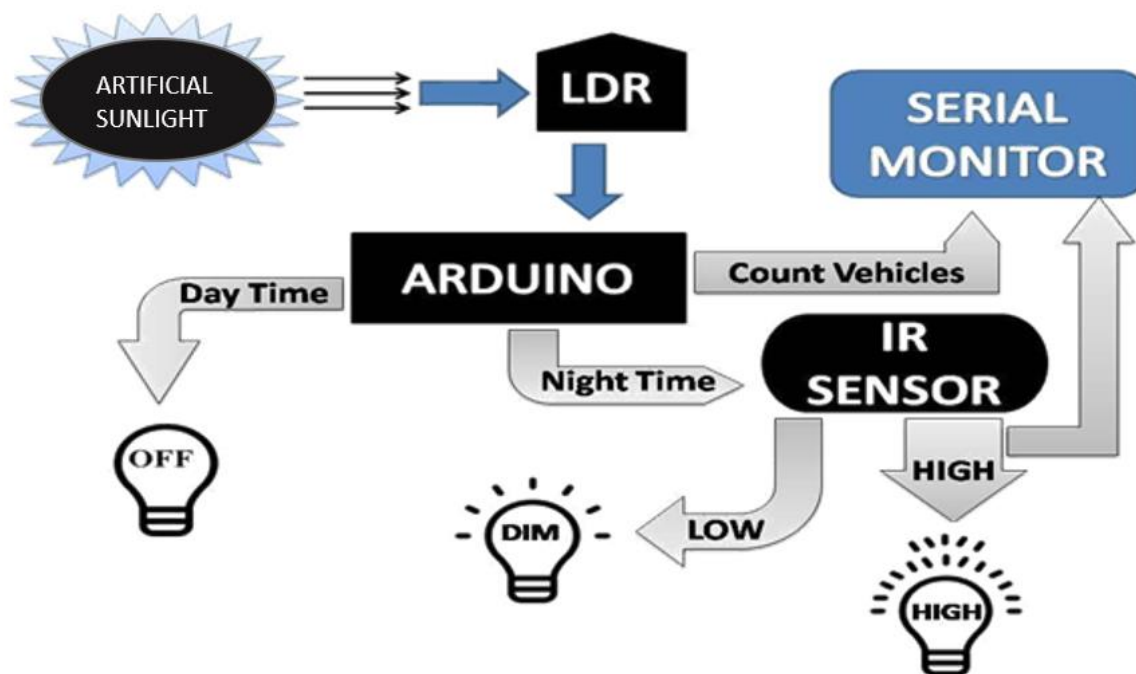 ARTIFICIAL
SUNLIGHT
LDR
SERIAL
MONITOR
ARDUINO
Count Vehicles
Day Time
IR
SENSOR
Night Time
OFF
HIGH
LOW
DIM
HIGH